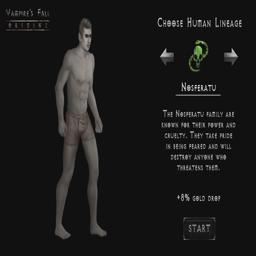 Vampire's Fall
Origins
Choose Human Lineage
Nosferatu
The Nosferatu family are
known for their power and
cruelty. They take pride
in being feared and will
destroy anyone who
threatens them.
+8% gold drop
Start